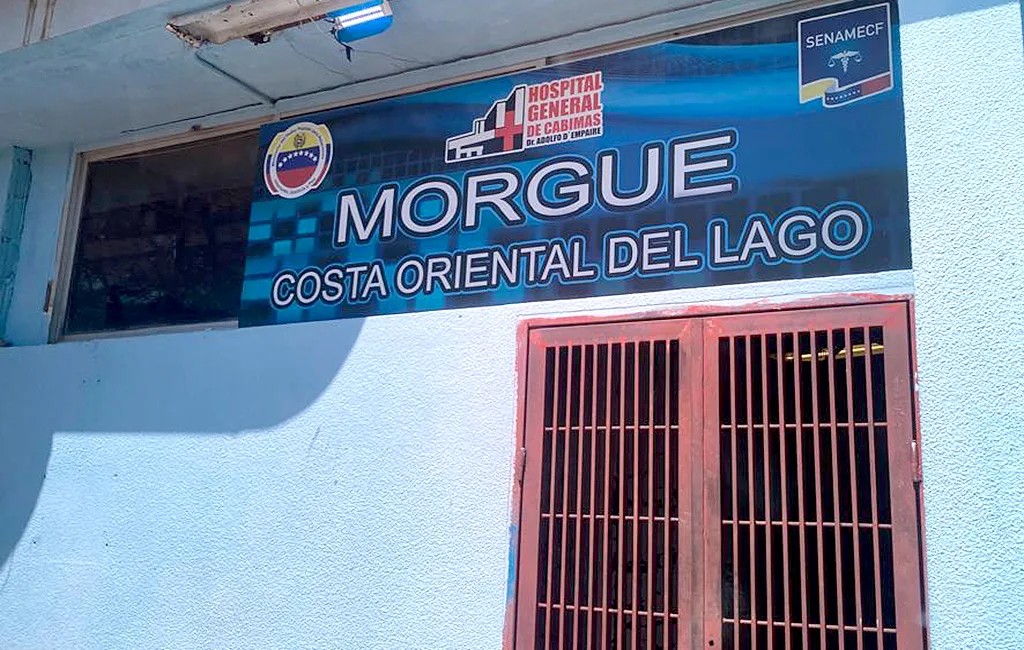 SENAMECF
HOSPITAL
GENERAL
DE CABIMAS
Dr. ADOLFO D´ EMPAIRE
MORGUE
COSTA ORIENTAL DEL LAGO